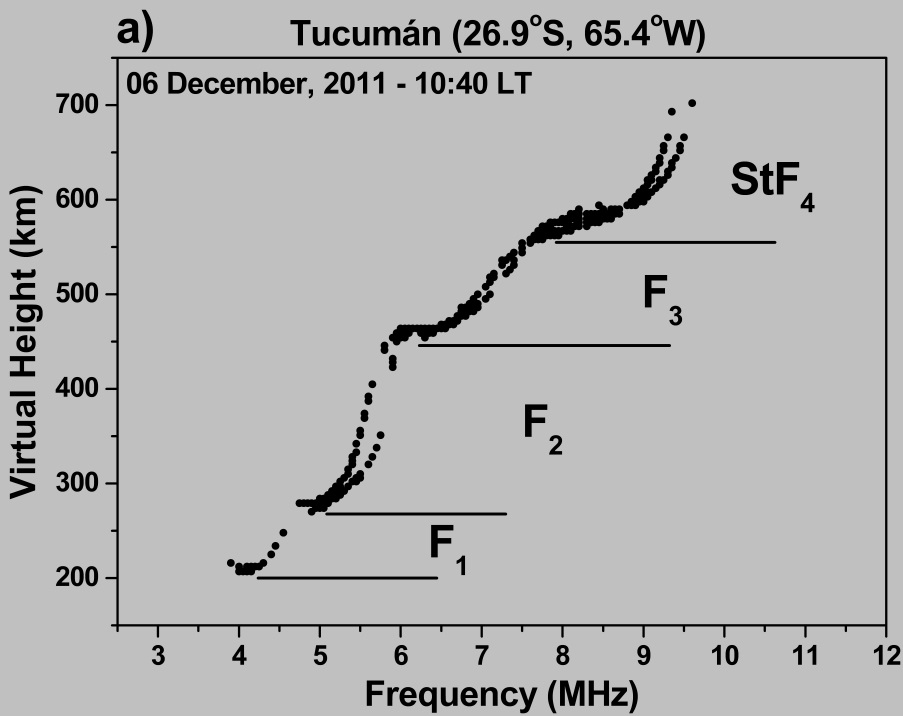 a)
Tucumán (26.9°S, 65.4°W)
06 December, 2011 - 10:40 LT
Virtual Height (km)
700
600
500
400
300
200
StF4
F3
F2
F1
3 4 5 6 7 8 9 10 11 12
Frequency (MHz)